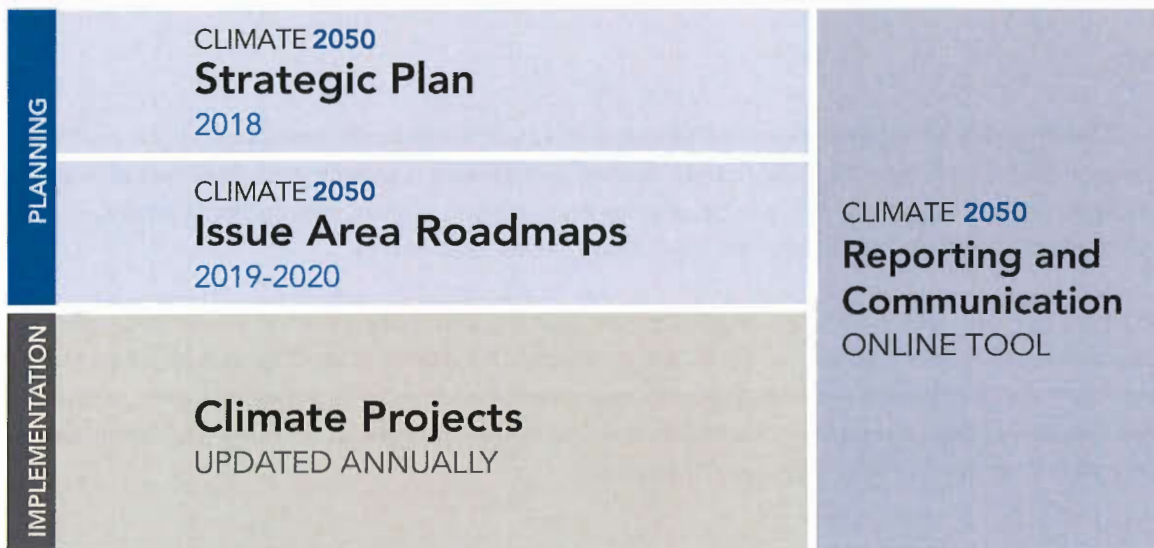 PLANNING
CLIMATE 2050
Strategic Plan
2018
CLIMATE 2050
Issue Area Roadmaps
2019-2020
IMPLEMENTATION
Climate Projects
UPDATED ANNUALLY
CLIMATE 2050
Reporting and
Communication
ONLINE TOOL